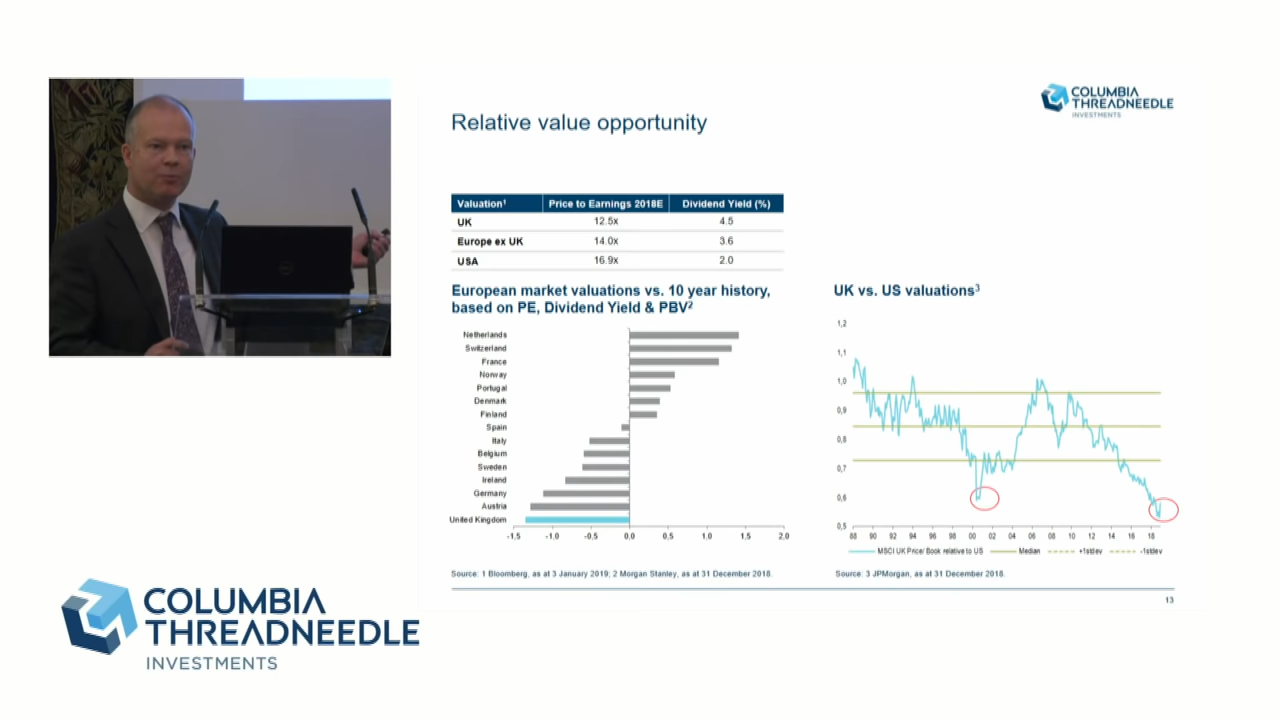 COLUMBIA
THREADNEEDLE
INVESTMENTS
Relative value opportunity
Valuation¹ Price to Earnings 2018E Dividend Yield (%)
UK 12.5x 4.5
Europe ex UK 14.0x 3.6
USA 16.9x 2.0
European market valuations vs. 10 year history,
based on PE, Dividend Yield & PBV²
Netherlands
Switzerland
France
Norway
Portugal
Denmark
Finland
Spain
Italy
Belgium
Sweden
Ireland
Germany
Austria
United Kingdom
-1,5 -1,0 -0,5 0,0 0,5 1,0 1,5 2,0
UK vs. US valuations³
1,2
1,1
1,0
0,9
0,8
0,7
0,6
0,5
88 90 92 94 96 98 00 02 04 06 08 10 12 14 16 18
MSCI UK Price/ Book relative to US Median +1stdev -1stdev
Source: 1 Bloomberg, as at 3 January 2019; 2 Morgan Stanley, as at 31 December 2018.
Source: 3 JPMorgan, as at 31 December 2018.
13
COLUMBIA
THREADNEEDLE
INVESTMENTS